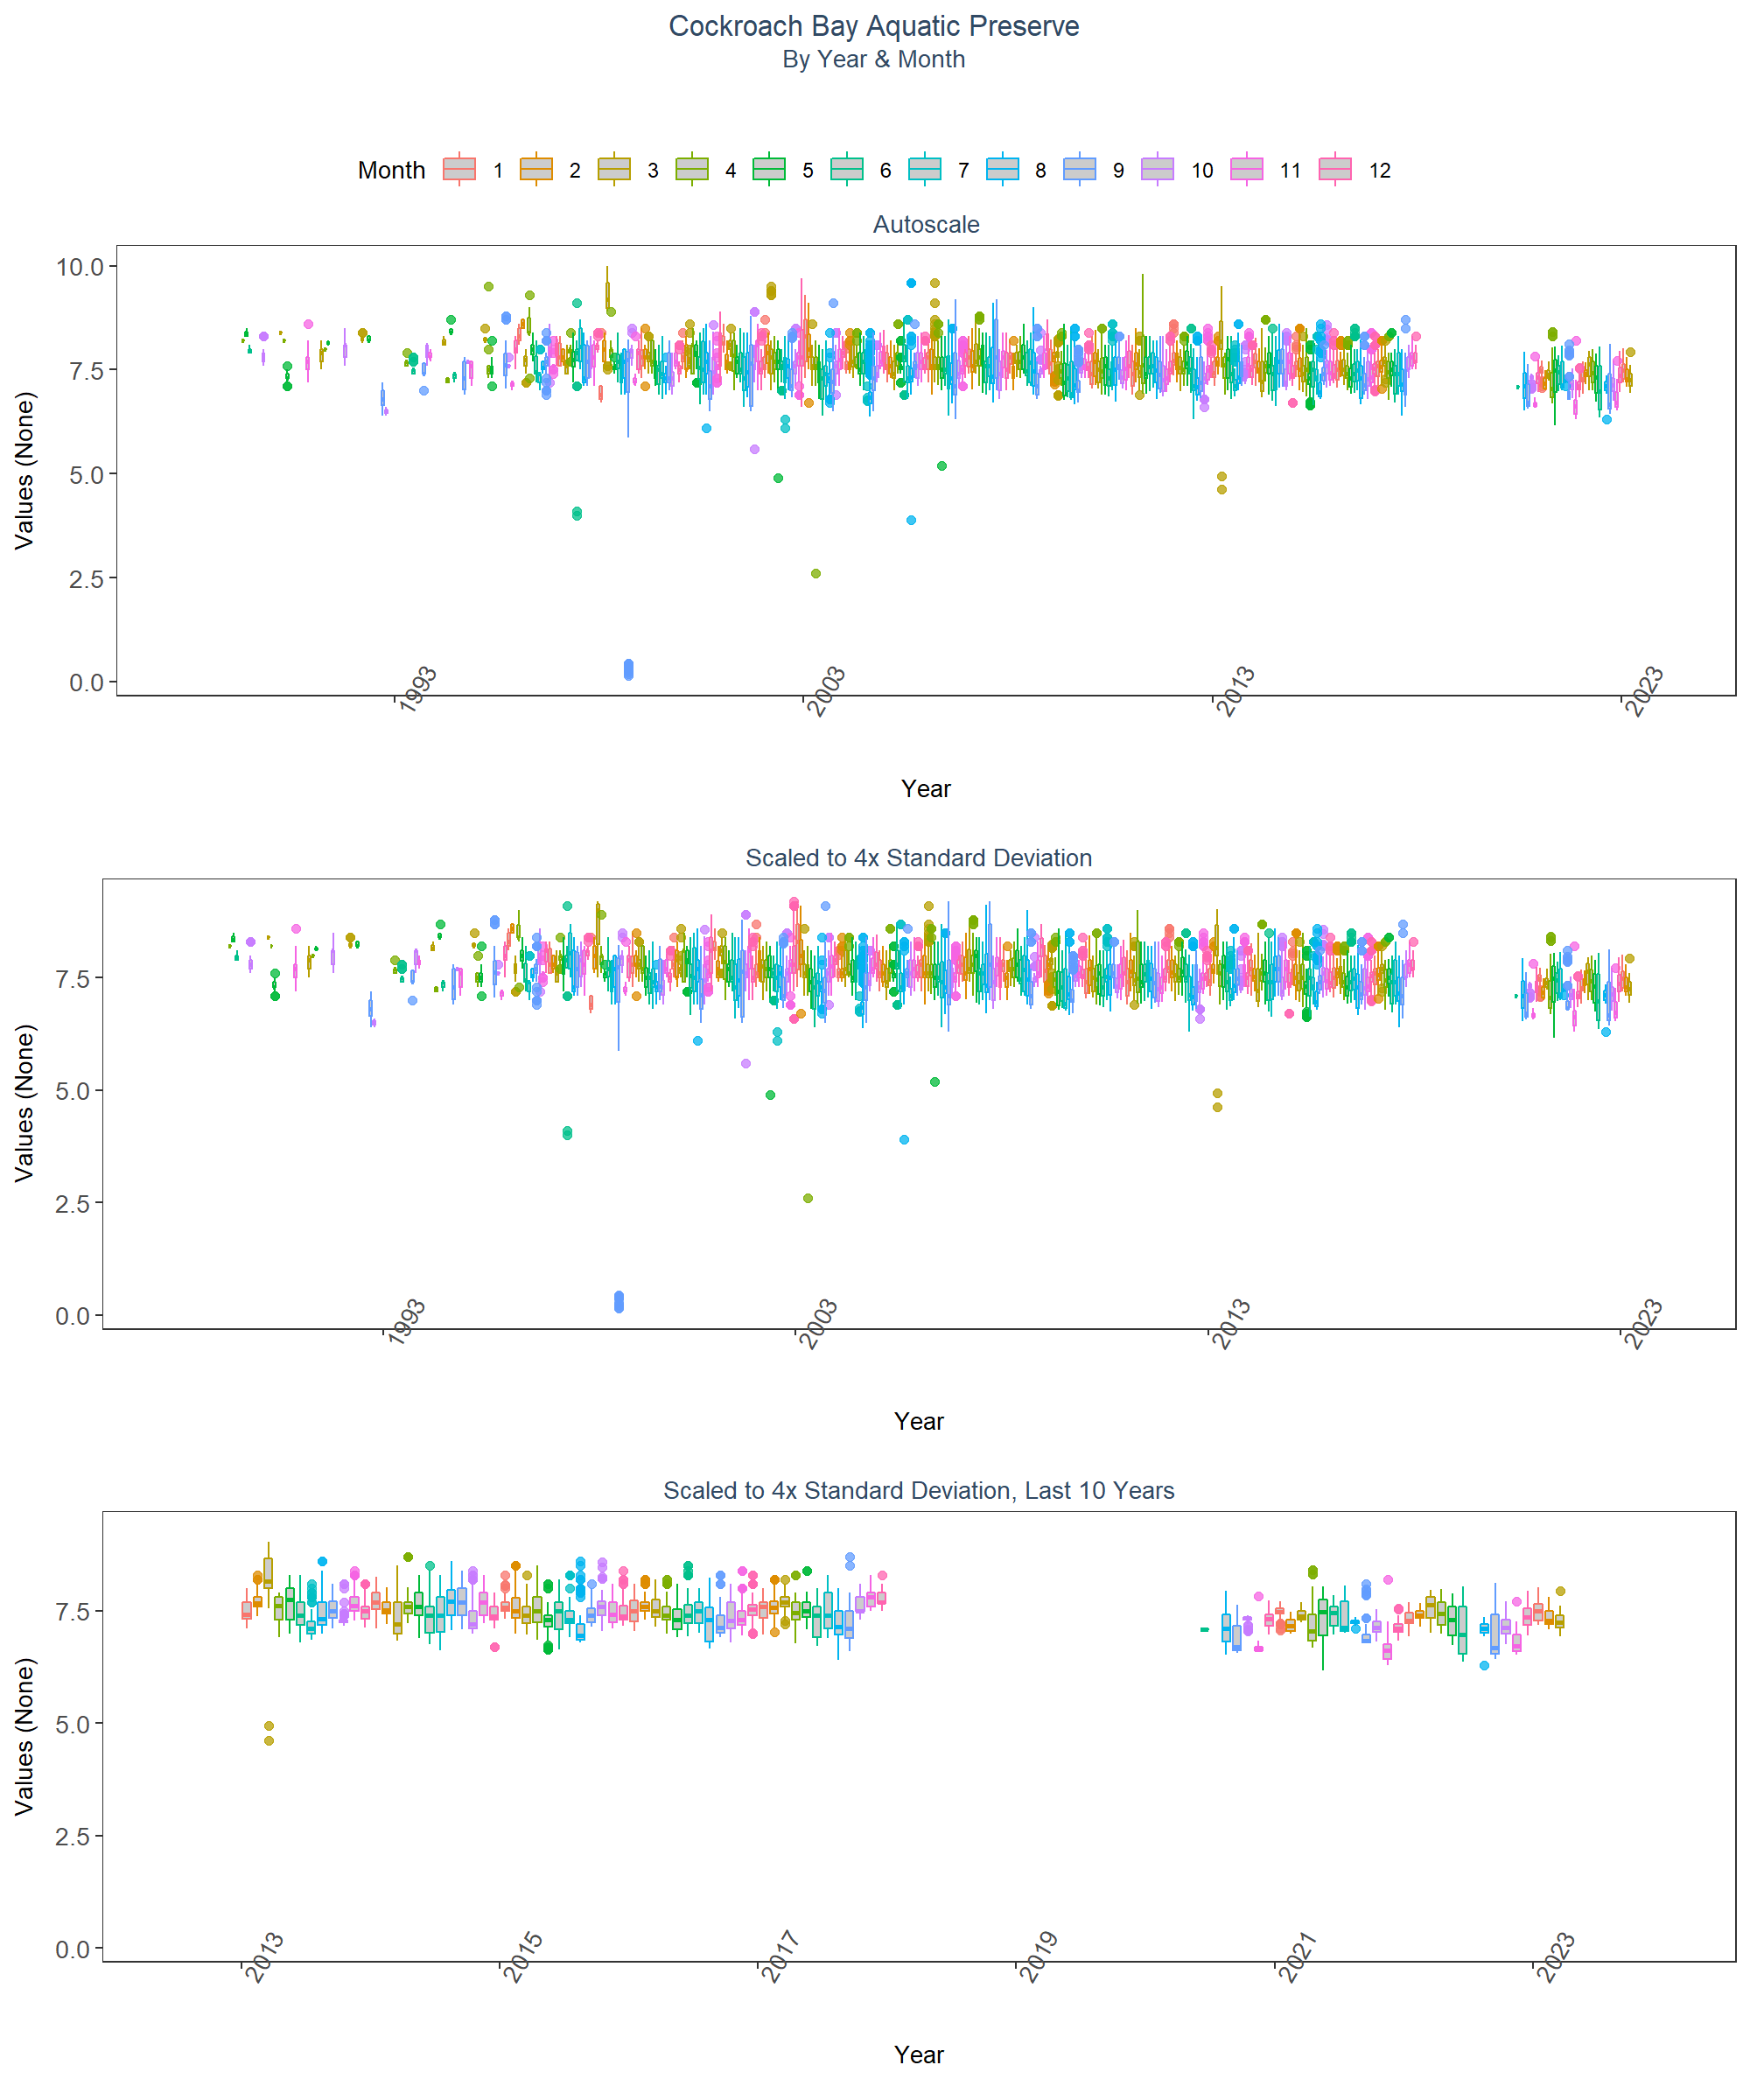 Cockroach Bay Aquatic Preserve
By Year & Month
Month 1 2 3 4 5 6 7 8 9 10 11 12
Autoscale
Values (None)
10.0
7.5
5.0
2.5
0.0
1993 2003 2013 2023
Year
Scaled to 4x Standard Deviation
Values (None)
7.5
5.0
2.5
0.0
1993 2003 2013 2023
Year
Scaled to 4x Standard Deviation, Last 10 Years
Values (None)
7.5
5.0
2.5
0.0
2013 2015 2017 2019 2021 2023
Year